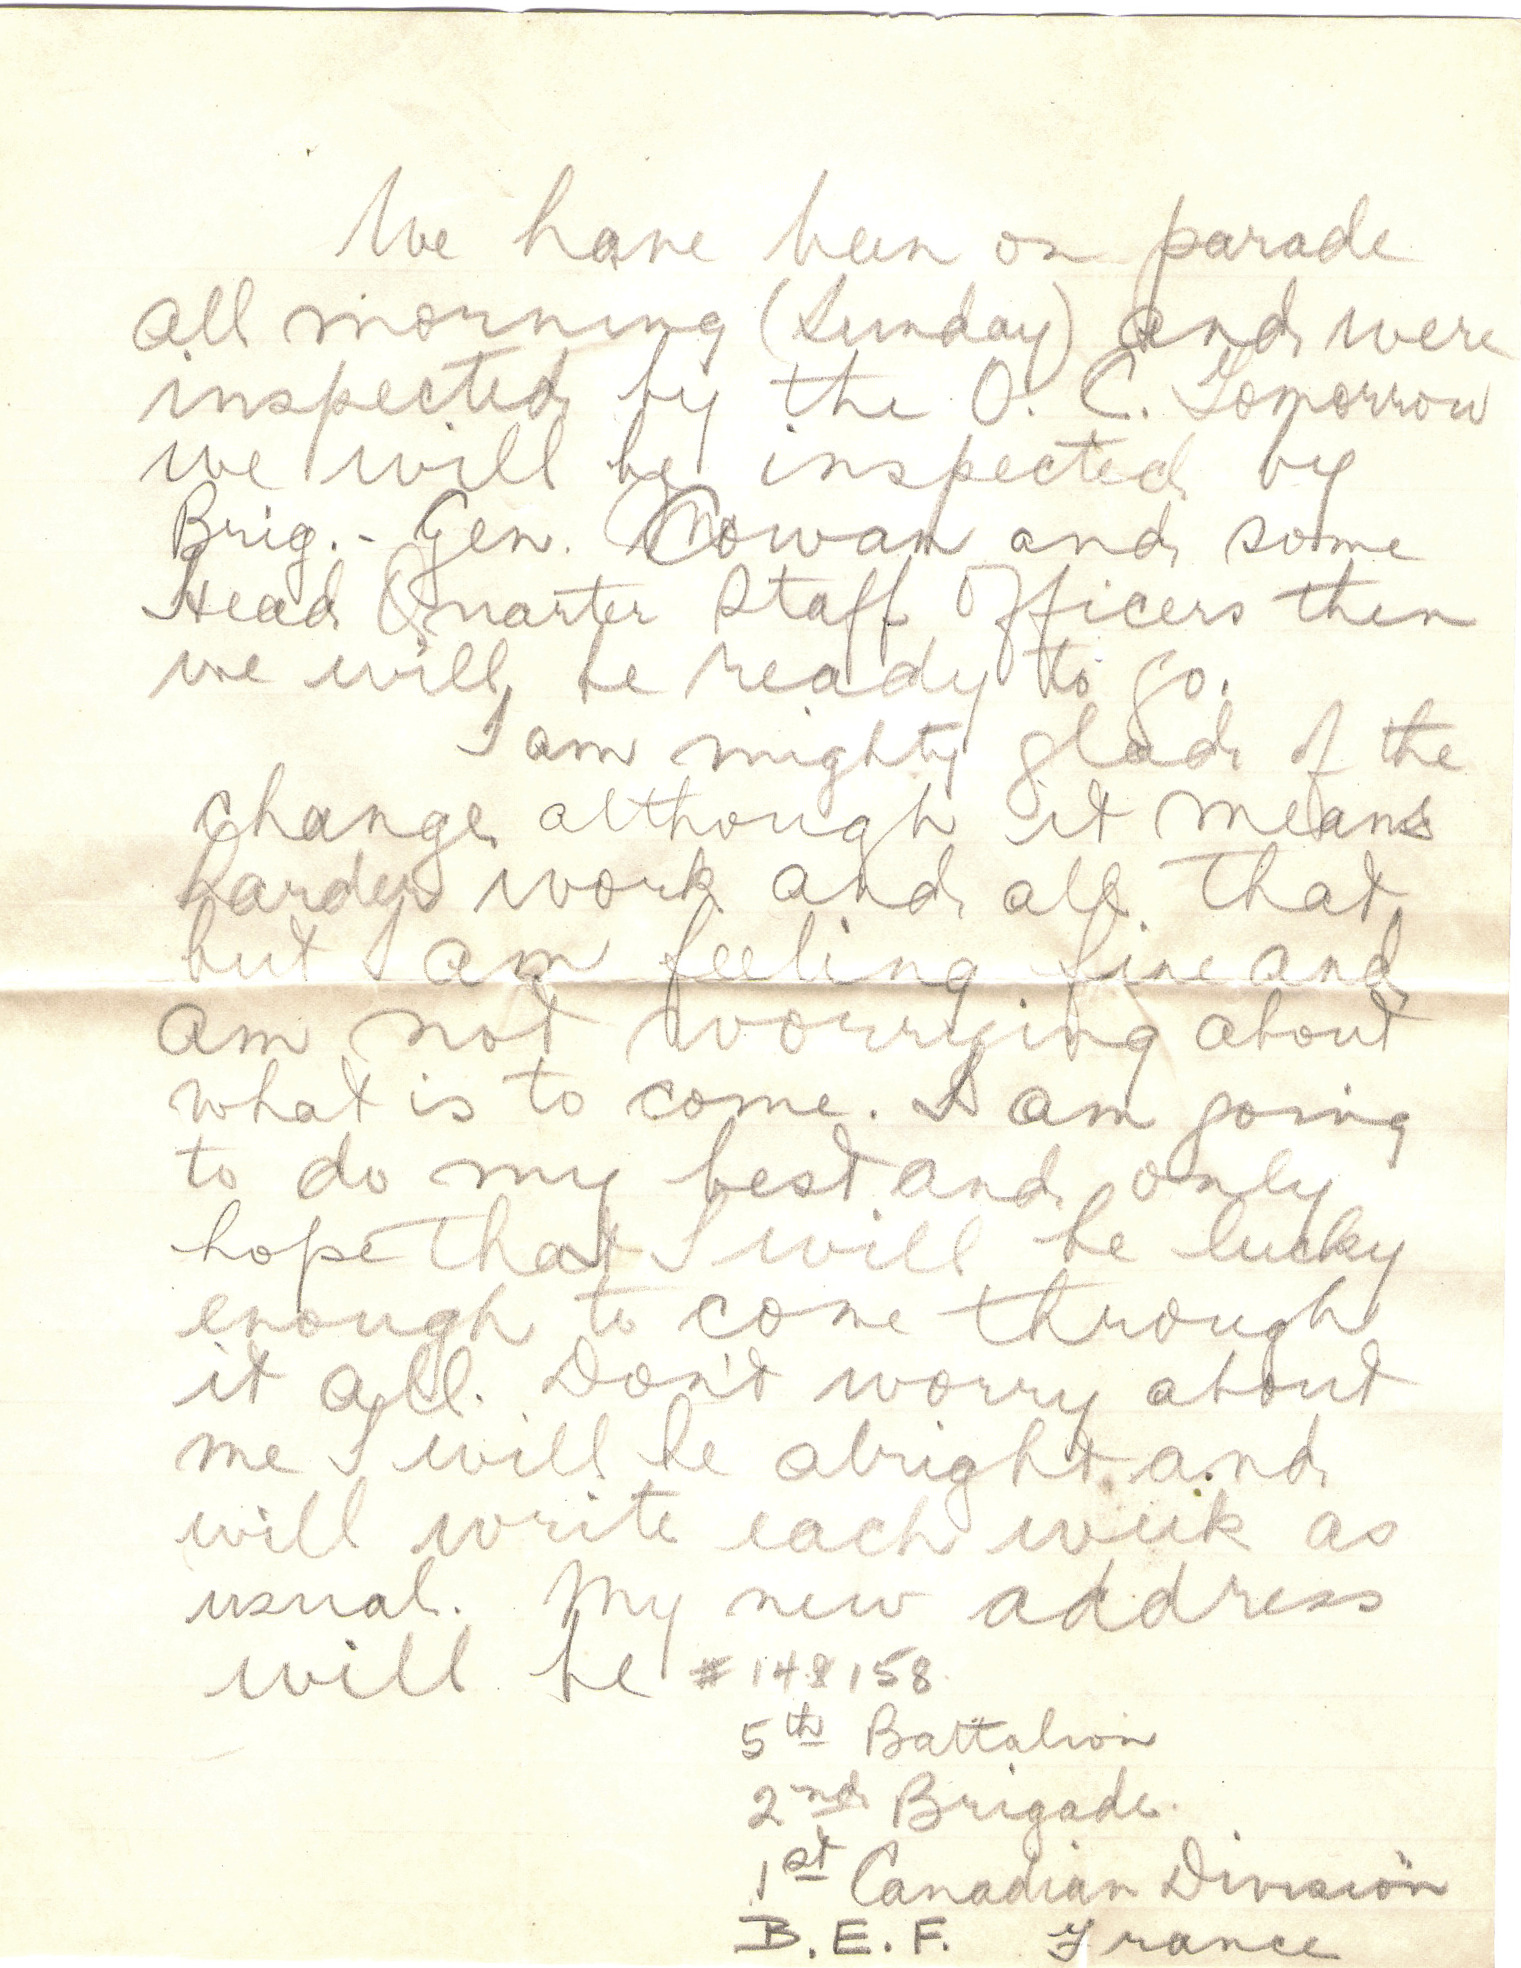 We have been on parade
all morning (Sunday) and were
inspected by the O. C. Tomorrow
we will be inspected by
Brig.- Gen. Cowan and some
Head Quarter Staff Officers then
we will be ready to go.
I am mighty glad of the
change although it means
harder work and all that
but I am feeling fine and
am not worrying about
what is to come. I am going
to do my best and only
hope that I will be lucky
enough to come through
it all. Don't worry about
me I will be alright and
will write each week as
usual. My new address
will be #148158
5th Battalion
2nd Brigade.
1st Canadian Division
B.E.F. France